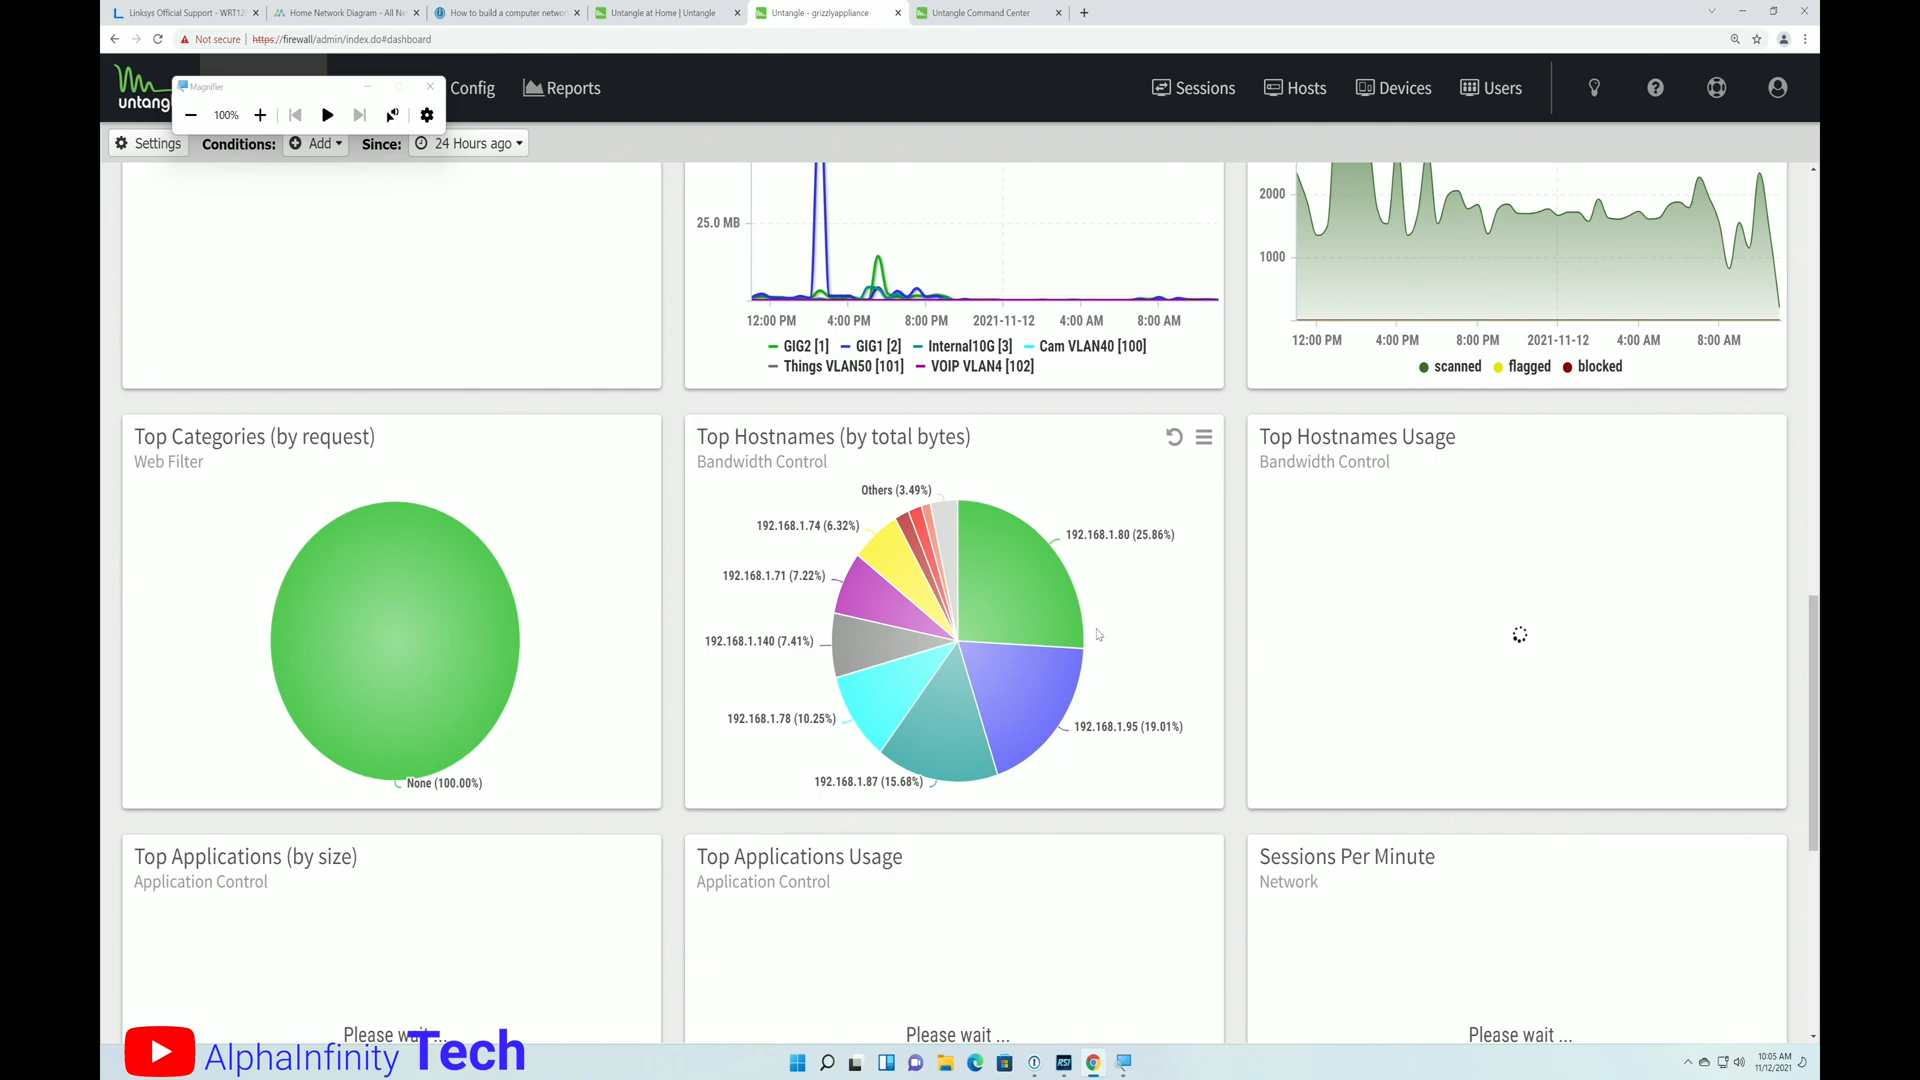 Linksys Official Support - WRT12
Home Network Diagram - All Ne
How to build a computer networ
Untangle at Home | Untangle
Untangle - grizzlyappliance
Untangle Command Center
Not secure
https://firewall/admin/index.do#dashboard
Magnifier
100%
Config
Reports
Sessions
Hosts
Devices
Users
Settings
Conditions:
Add
Since:
24 Hours ago
25.0 MB
12:00 PM 4:00 PM 8:00 PM 2021-11-12 4:00 AM 8:00 AM
GIG2 [1] GIG1 [2] Internal10G [3] Cam VLAN40 [100]
Things VLAN50 [101] VOIP VLAN4 [102]
2000
1000
12:00 PM 4:00 PM 8:00 PM 2021-11-12 4:00 AM 8:00 AM
scanned flagged blocked
Top Categories (by request)
Web Filter
None (100.00%)
Top Hostnames (by total bytes)
Bandwidth Control
Others (3.49%)
192.168.1.74 (6.32%)
192.168.1.80 (25.86%)
192.168.1.71 (7.22%)
192.168.1.140 (7.41%)
192.168.1.78 (10.25%)
192.168.1.95 (19.01%)
192.168.1.87 (15.68%)
Top Hostnames Usage
Bandwidth Control
Top Applications (by size)
Application Control
Please wait ...
Top Applications Usage
Application Control
Please wait ...
Sessions Per Minute
Network
Please wait ...
AlphaInfinity Tech
RSI
10:05 AM
11/12/2021